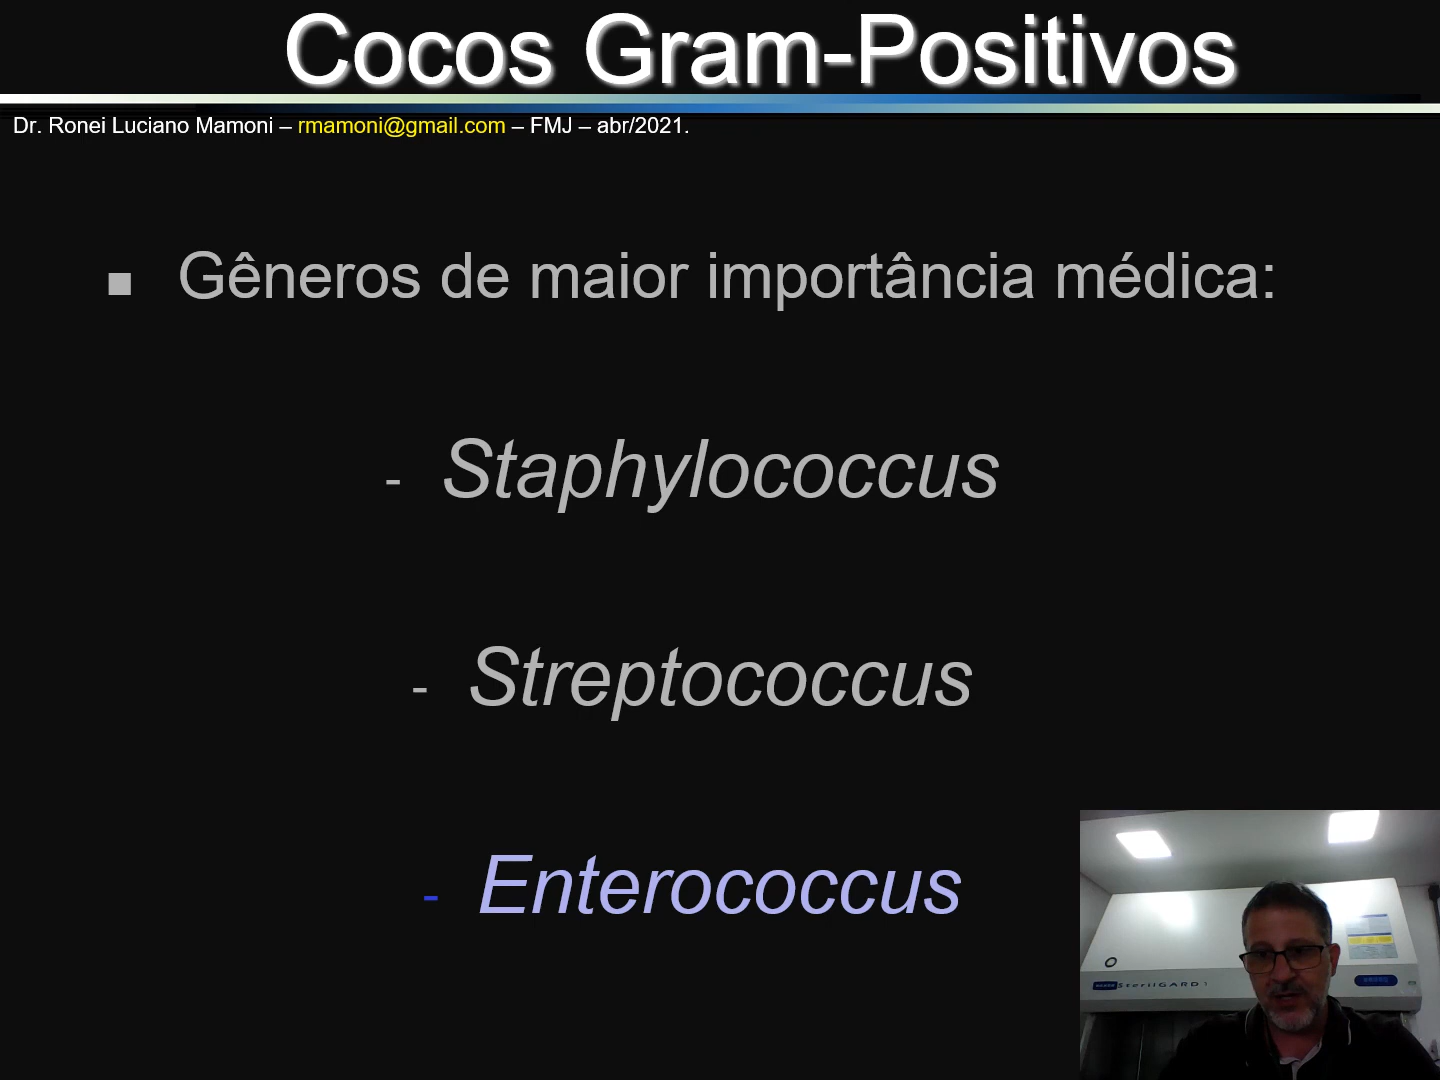 Cocos Gram-Positivos
Dr. Ronei Luciano Mamoni – rmamoni@gmail.com – FMJ – abr/2021.
■ Gêneros de maior importância médica:
- Staphylococcus
- Streptococcus
- Enterococcus
SterilGARD